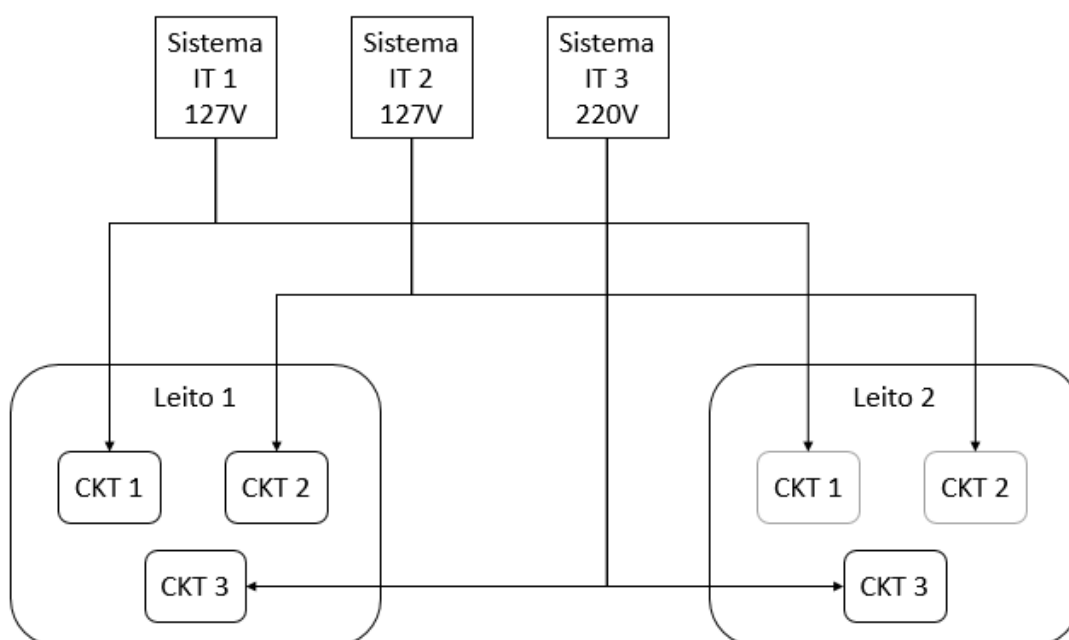 Sistema
IT 1
127V
Sistema
IT 2
127V
Sistema
IT 3
220V
Leito 1
CKT 1
CKT 2
CKT 3
Leito 2
CKT 1
CKT 2
CKT 3